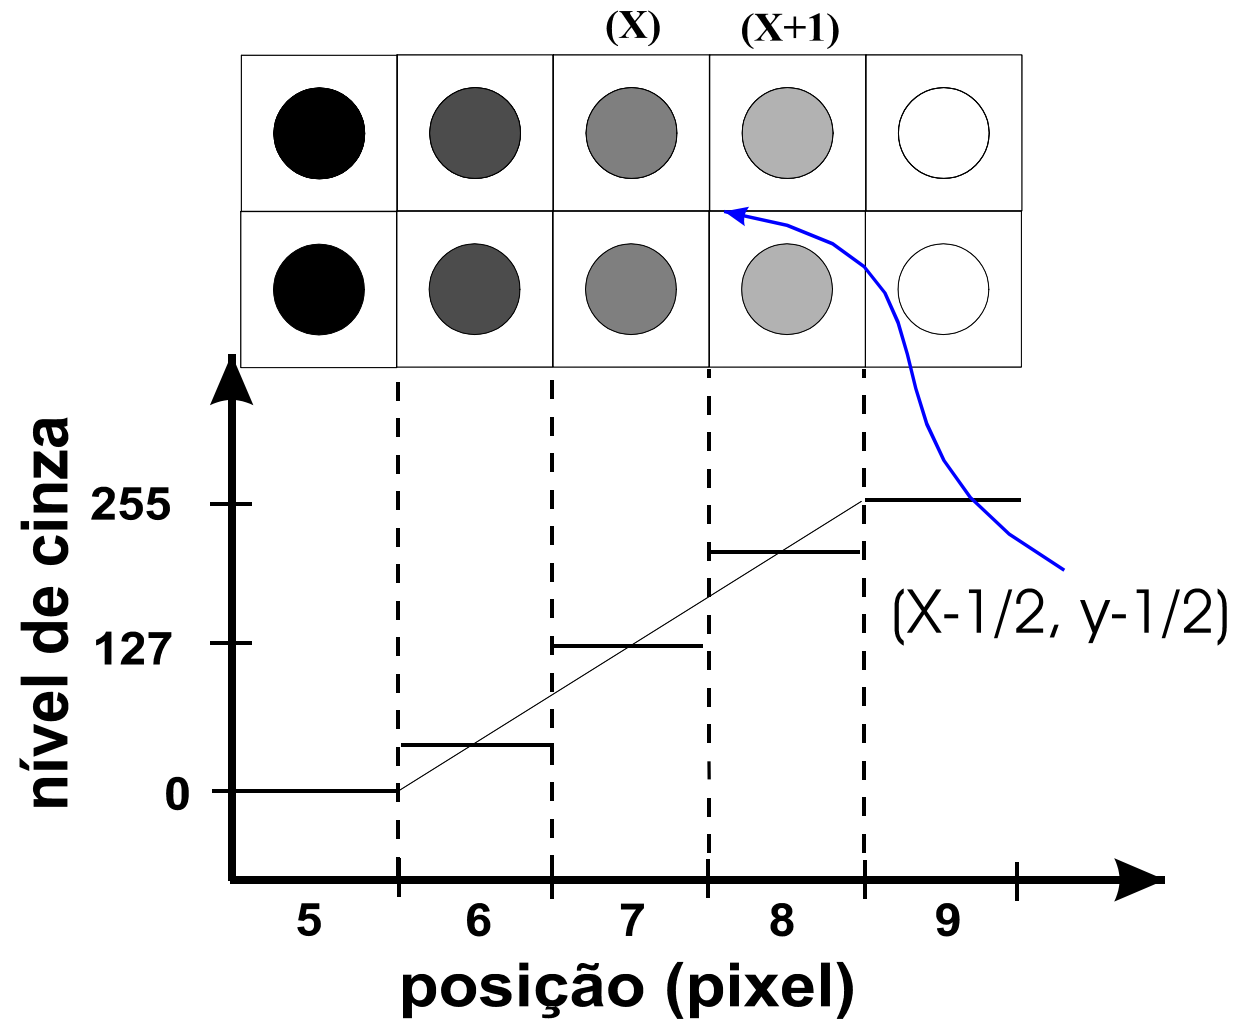 (X) (X+1)
nível de cinza
255
127
0
(X-1/2, y-1/2)
5 6 7 8 9
posição (pixel)